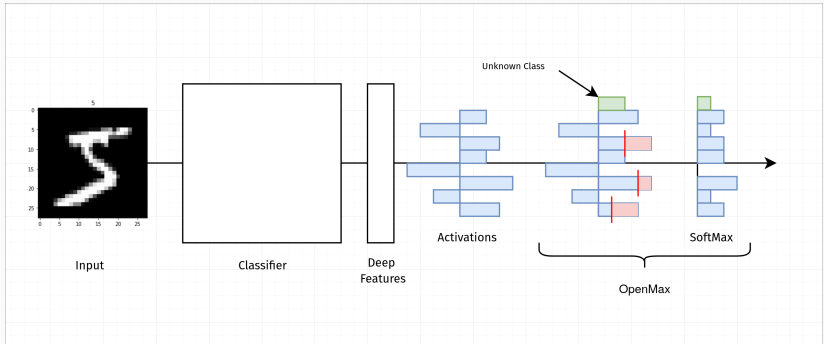 Unknown Class
5
0
5
10
15
20
25
0
5
10
15
20
25
Input
Classifier
Deep
Features
Activations
SoftMax
OpenMax